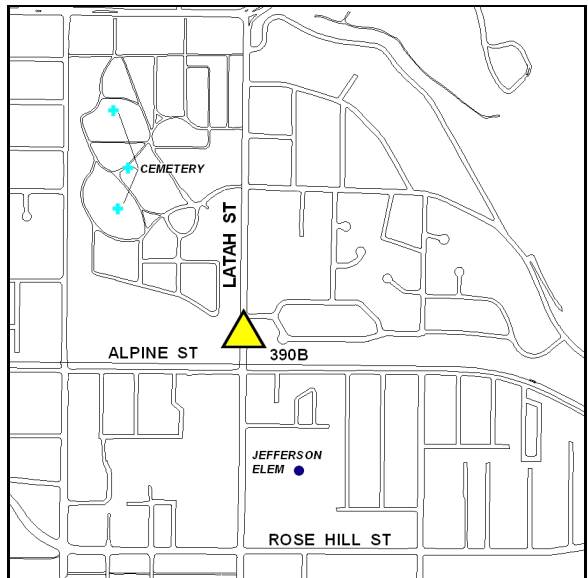 CEMETERY
LATAH ST
ALPINE ST
390B
JEFFERSON
ELEM
ROSE HILL ST